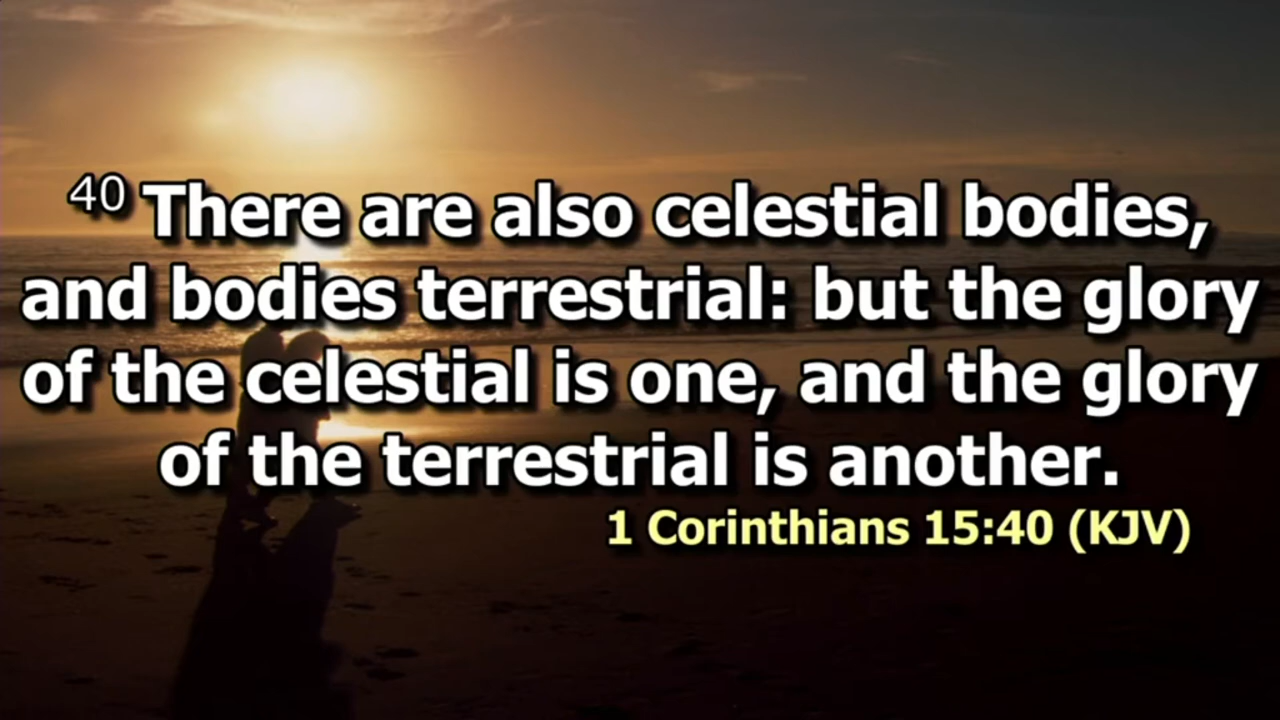 40 There are also celestial bodies,
and bodies terrestrial: but the glory
of the celestial is one, and the glory
of the terrestrial is another.
1 Corinthians 15:40 (KJV)